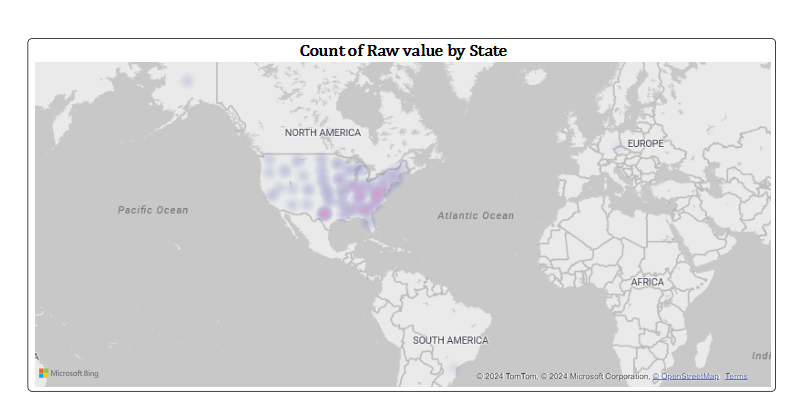 Count of Raw value by State
NORTH AMERICA
EUROPE
Pacific Ocean
Atlantic Ocean
AFRICA
SOUTH AMERICA
A
Indi
Microsoft Bing
© 2024 TomTom, © 2024 Microsoft Corporation, © OpenStreetMap Terms